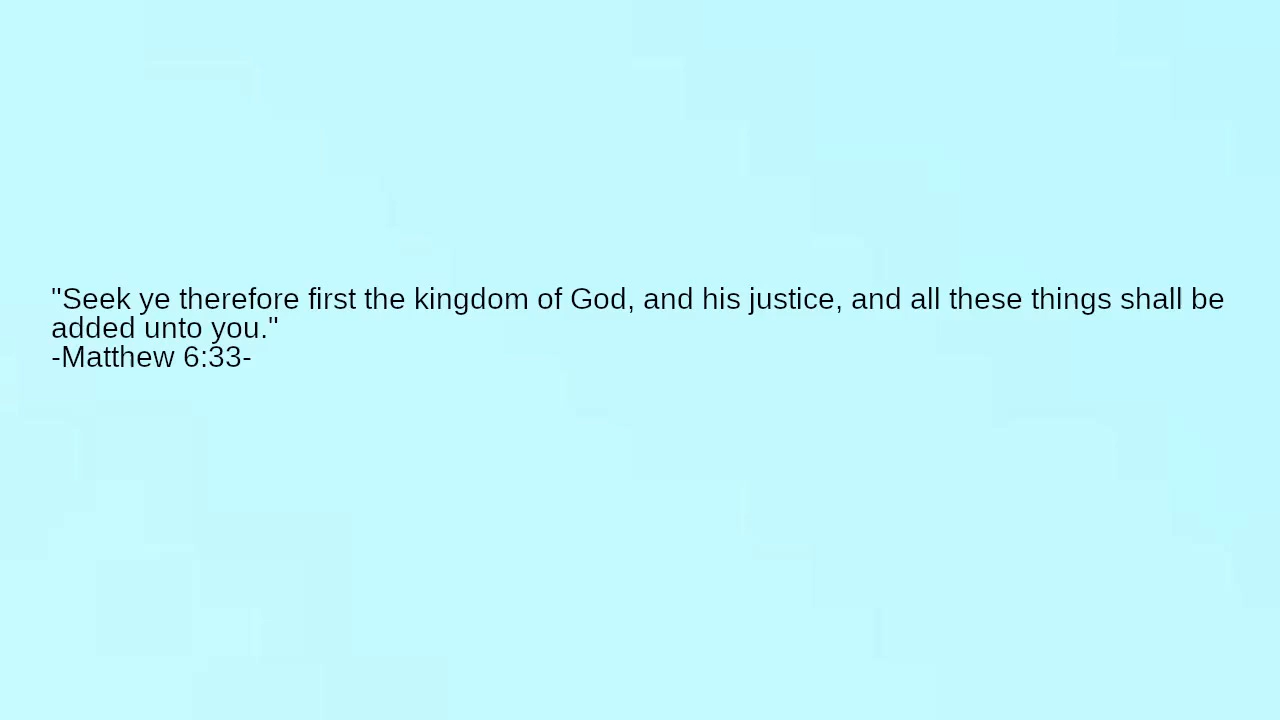 "Seek ye therefore first the kingdom of God, and his justice, and all these things shall be
added unto you."
-Matthew 6:33-